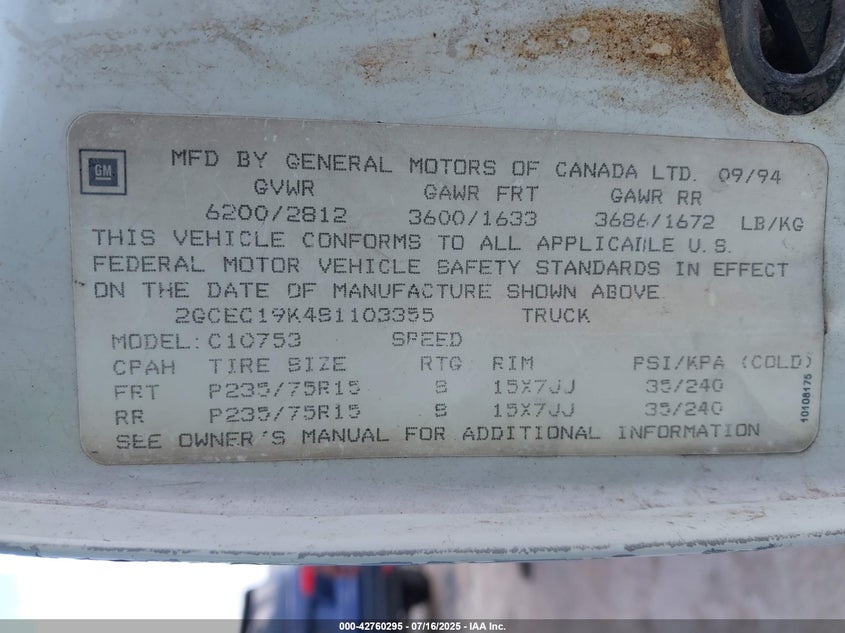 GM
MFD BY GENERAL MOTORS OF CANADA LTD. 09/94
GVWR GAWR FRT GAWR RR
6200/2812 3600/1633 3686/1672 LB/KG
THIS VEHICLE CONFORMS TO ALL APPLICABLE U.S.
FEDERAL MOTOR VEHICLE SAFETY STANDARDS IN EFFECT
ON THE DATE OF MANUFACTURE SHOWN ABOVE
2GCEC19K4S1103355 TRUCK
MODEL: C10753 SPEED
CPAH TIRE SIZE RTG RIM PSI/KPA (COLD)
FRT P235/75R15 S 15X7JJ 35/240
RR P235/75R15 S 15X7JJ 35/240
SEE OWNER'S MANUAL FOR ADDITIONAL INFORMATION
10108175
000-42760295 - 07/16/2025 - IAA Inc.